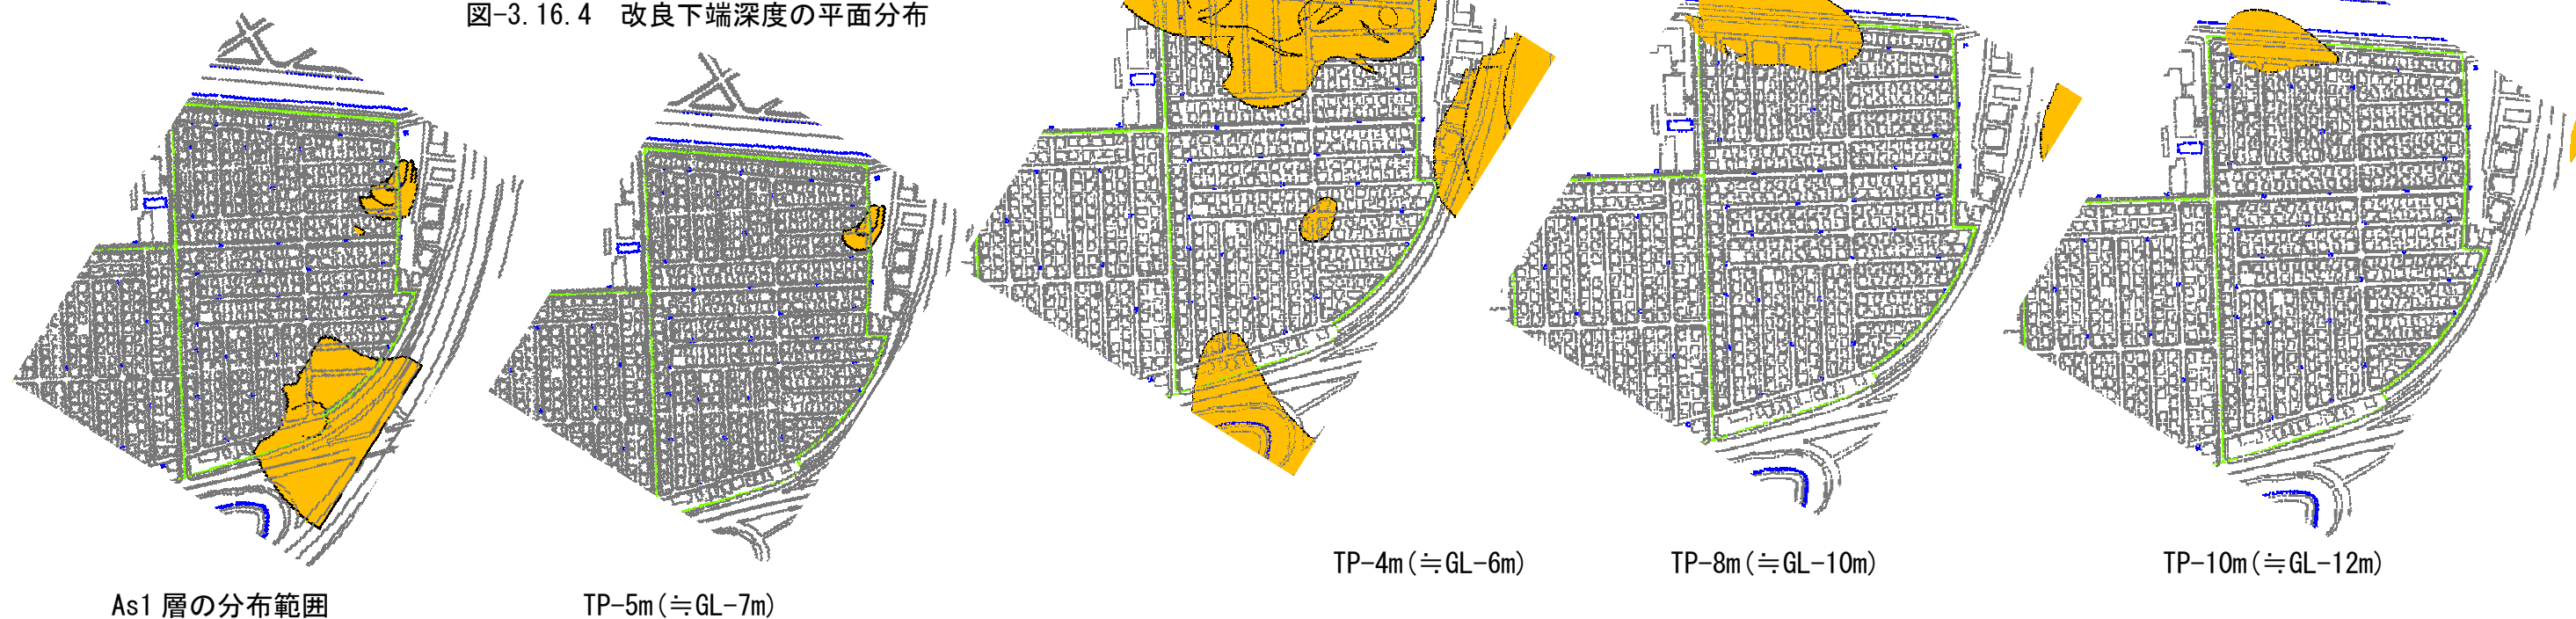 図-3.16.4 改良下端深度の平面分布
TP-4m(≒GL-6m)
TP-8m(≒GL-10m)
TP-10m(≒GL-12m)
As1 層の分布範囲
TP-5m(≒GL-7m)